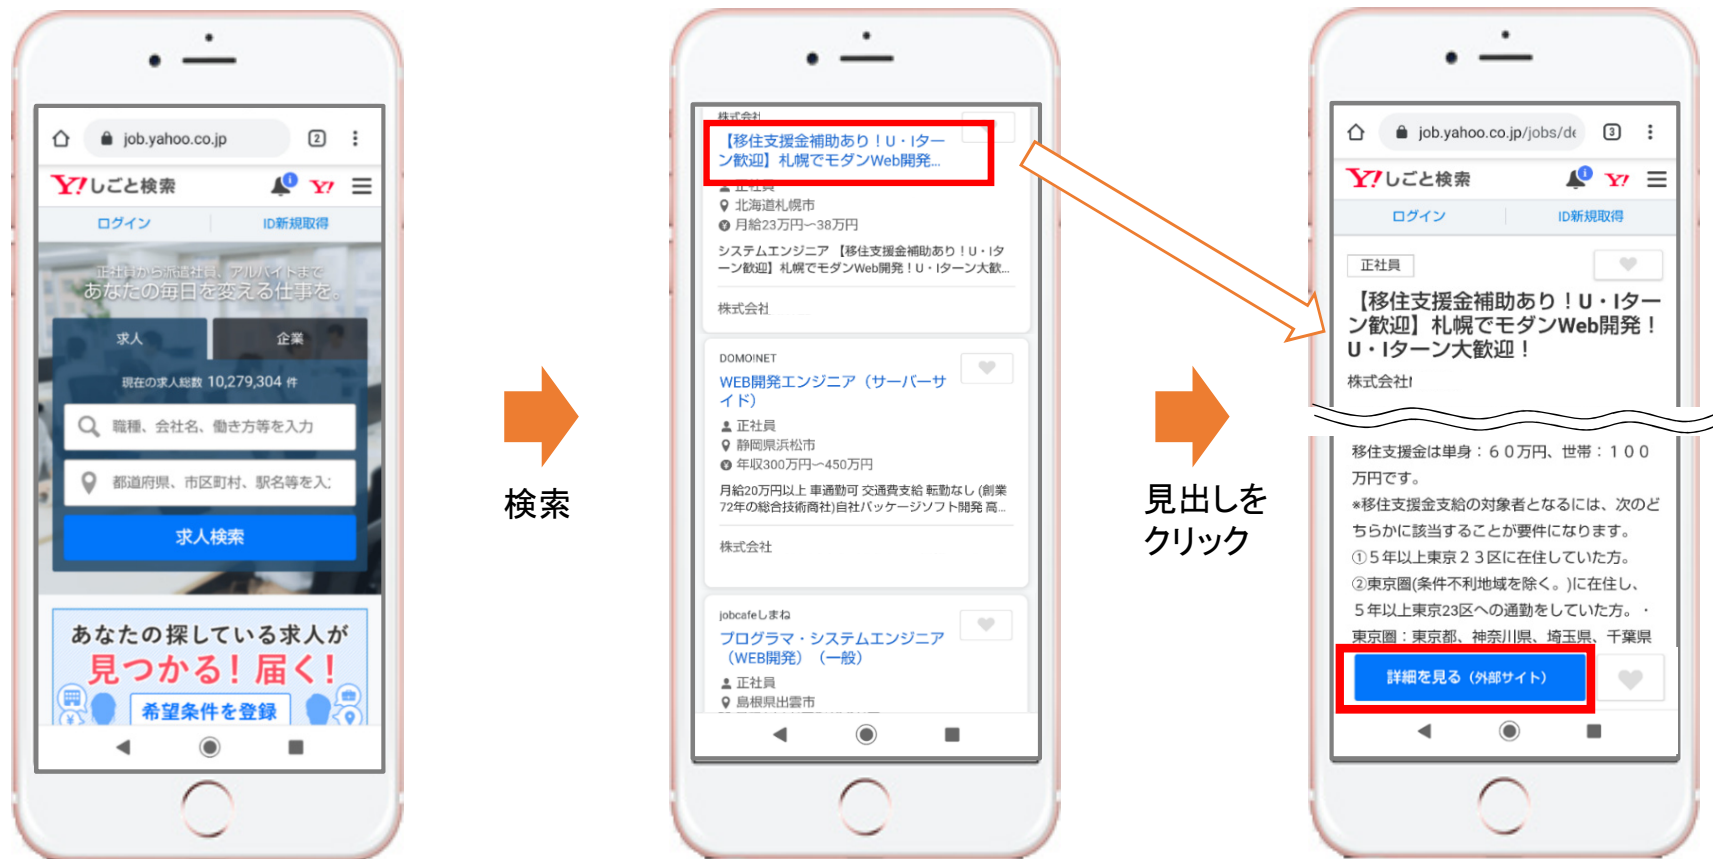 job.yahoo.co.jp
2
Y!しごと検索
Y!
ログイン
ID新規取得
正社員から派遣社員、アルバイトまで
あなたの毎日を変える仕事を。
求人
企業
現在の求人総数 10,279,304 件
職種、会社名、働き方等を入力
都道府県、市区町村、駅名等を入
求人検索
あなたの探している求人が
見つかる！届く！
希望条件を登録
検索
株式会社
【移住支援金補助あり！U・Iター
ン歓迎】札幌でモダンWeb開発...
正社員
北海道札幌市
月給23万円〜38万円
システムエンジニア 【移住支援金補助あり！U・Iタ
ーン歓迎】札幌でモダンWeb開発！U・Iターン大歓...
株式会社
DOMO!NET
WEB開発エンジニア（サーバーサ
イド）
正社員
静岡県浜松市
年収300万円〜450万円
月給20万円以上 車通勤可 交通費支給 転勤なし (創業
72年の総合技術商社)自社パッケージソフト開発 高...
株式会社
jobcafeしまね
プログラマ・システムエンジニア
（WEB開発）（一般）
正社員
島根県出雲市
見出しを
クリック
job.yahoo.co.jp/jobs/de
3
Y!しごと検索
Y!
ログイン
ID新規取得
正社員
【移住支援金補助あり！U・Iター
ン歓迎】札幌でモダンWeb開発！
U・Iターン大歓迎！
株式会社
移住支援金は単身：６０万円、世帯：１００
万円です。
*移住支援金支給の対象者となるには、次のど
ちらかに該当することが要件になります。
①５年以上東京２３区に在住していた方。
②東京圏(条件不利地域を除く。)に在住し、
５年以上東京23区への通勤をしていた方。・
東京圏：東京都、神奈川県、埼玉県、千葉県
詳細を見る（外部サイト）